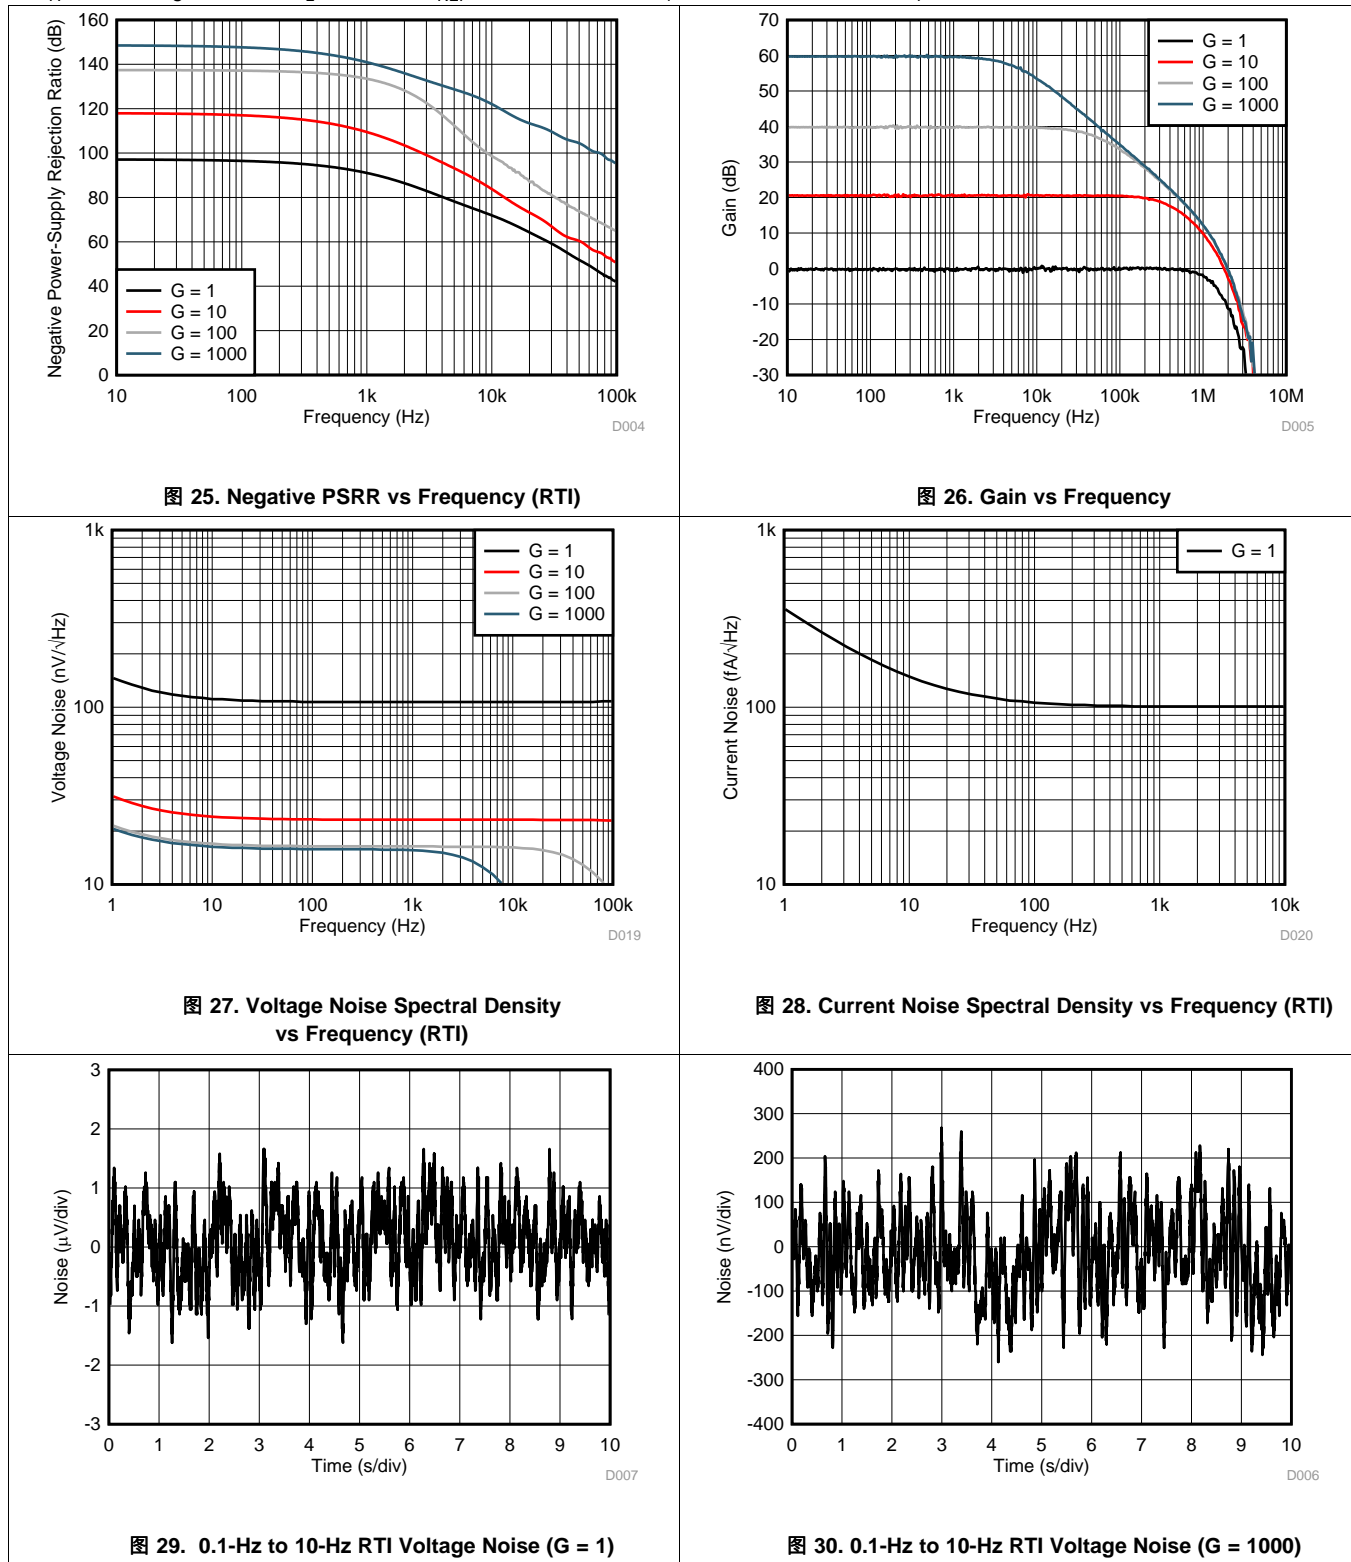 160
140
120
100
80
60
40
20
0
Negative Power-Supply Rejection Ratio (dB)
G = 1
G = 10
G = 100
G = 1000
10 100 1k 10k 100k
Frequency (Hz)
D004
图 25. Negative PSRR vs Frequency (RTI)
70
60
50
40
30
20
10
0
-10
-20
-30
Gain (dB)
G = 1
G = 10
G = 100
G = 1000
10 100 1k 10k 100k 1M 10M
Frequency (Hz)
D005
图 26. Gain vs Frequency
1k
100
10
Voltage Noise (nV/√Hz)
G = 1
G = 10
G = 100
G = 1000
1 10 100 1k 10k 100k
Frequency (Hz)
D019
图 27. Voltage Noise Spectral Density
vs Frequency (RTI)
1k
100
10
Current Noise (fA/√Hz)
G = 1
1 10 100 1k 10k
Frequency (Hz)
D020
图 28. Current Noise Spectral Density vs Frequency (RTI)
3
2
1
0
-1
-2
-3
Noise (μV/div)
0 1 2 3 4 5 6 7 8 9 10
Time (s/div)
D007
图 29. 0.1-Hz to 10-Hz RTI Voltage Noise (G = 1)
400
300
200
100
0
-100
-200
-300
-400
Noise (nV/div)
0 1 2 3 4 5 6 7 8 9 10
Time (s/div)
D006
图 30. 0.1-Hz to 10-Hz RTI Voltage Noise (G = 1000)